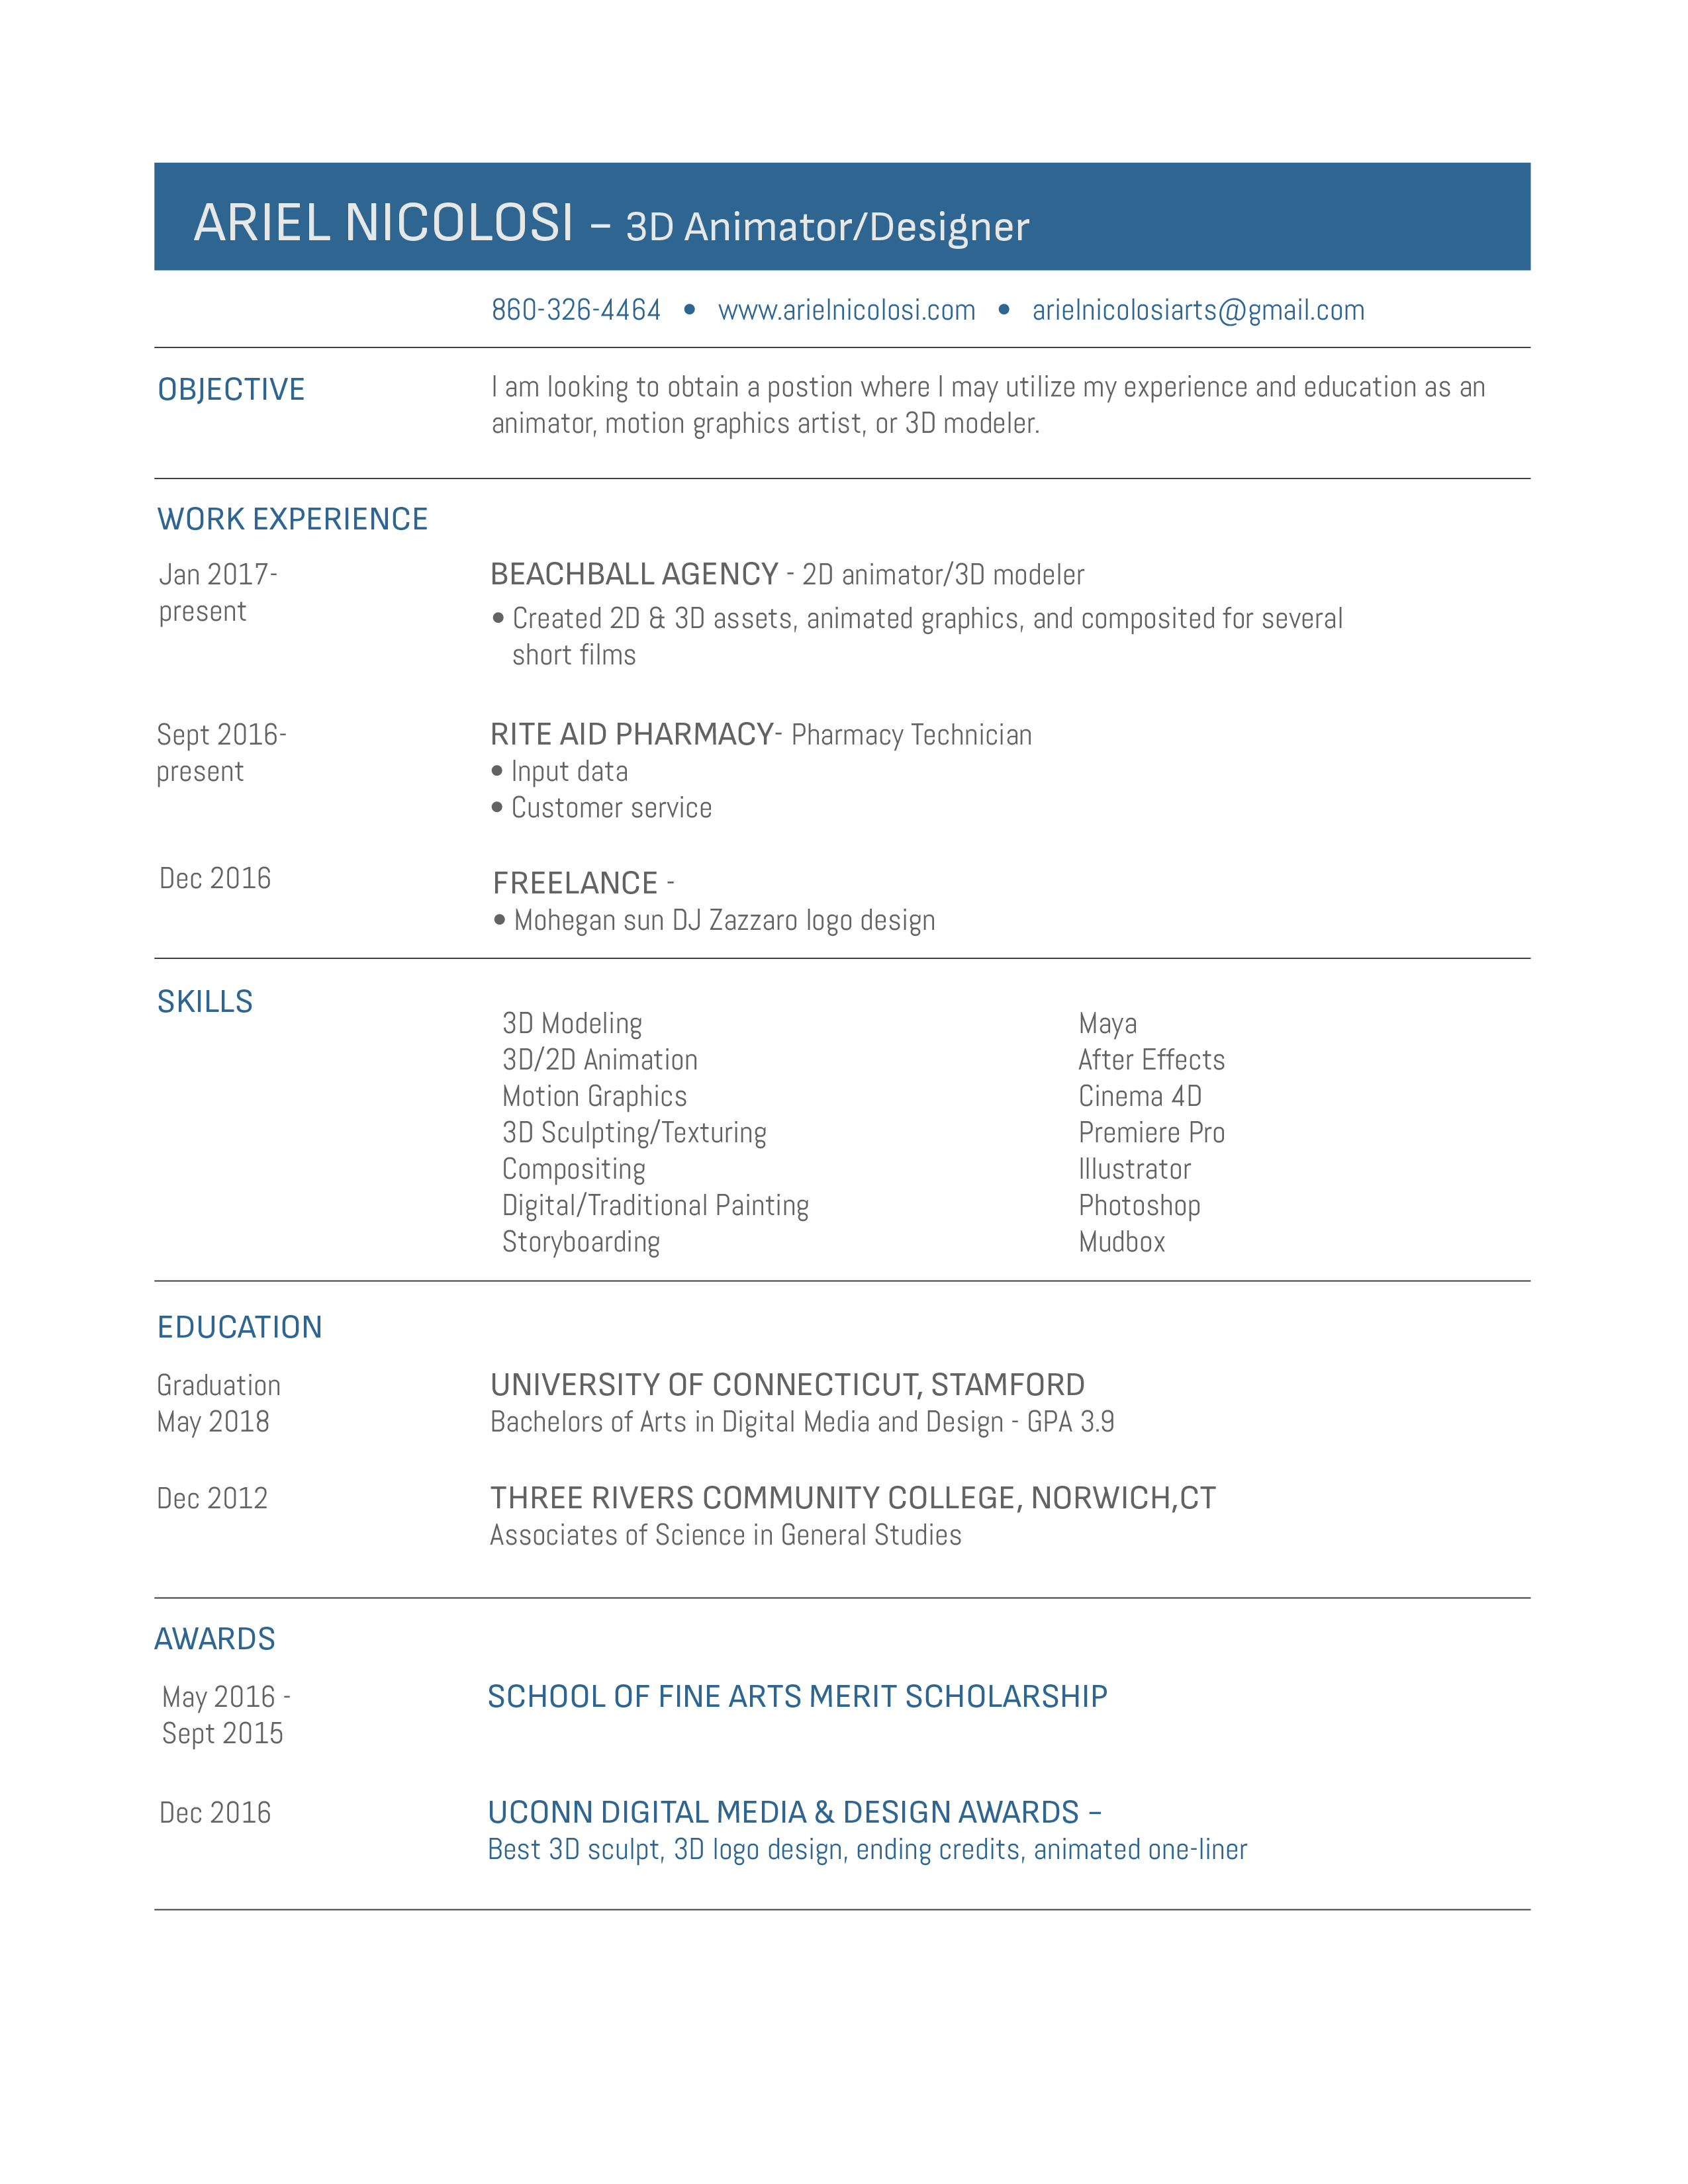 ARIEL NICOLOSI – 3D Animator/Designer
860-326-4464 • www.arielnicolosi.com • arielnicolosiarts@gmail.com
OBJECTIVE
I am looking to obtain a postion where I may utilize my experience and education as an
animator, motion graphics artist, or 3D modeler.
WORK EXPERIENCE
Jan 2017-
present
BEACHBALL AGENCY - 2D animator/3D modeler
• Created 2D & 3D assets, animated graphics, and composited for several
short films
Sept 2016-
present
RITE AID PHARMACY- Pharmacy Technician
• Input data
• Customer service
Dec 2016
FREELANCE -
• Mohegan sun DJ Zazzaro logo design
SKILLS
3D Modeling
3D/2D Animation
Motion Graphics
3D Sculpting/Texturing
Compositing
Digital/Traditional Painting
Storyboarding
Maya
After Effects
Cinema 4D
Premiere Pro
Illustrator
Photoshop
Mudbox
EDUCATION
Graduation
May 2018
UNIVERSITY OF CONNECTICUT, STAMFORD
Bachelors of Arts in Digital Media and Design - GPA 3.9
Dec 2012
THREE RIVERS COMMUNITY COLLEGE, NORWICH,CT
Associates of Science in General Studies
AWARDS
May 2016 -
Sept 2015
SCHOOL OF FINE ARTS MERIT SCHOLARSHIP
Dec 2016
UCONN DIGITAL MEDIA & DESIGN AWARDS –
Best 3D sculpt, 3D logo design, ending credits, animated one-liner